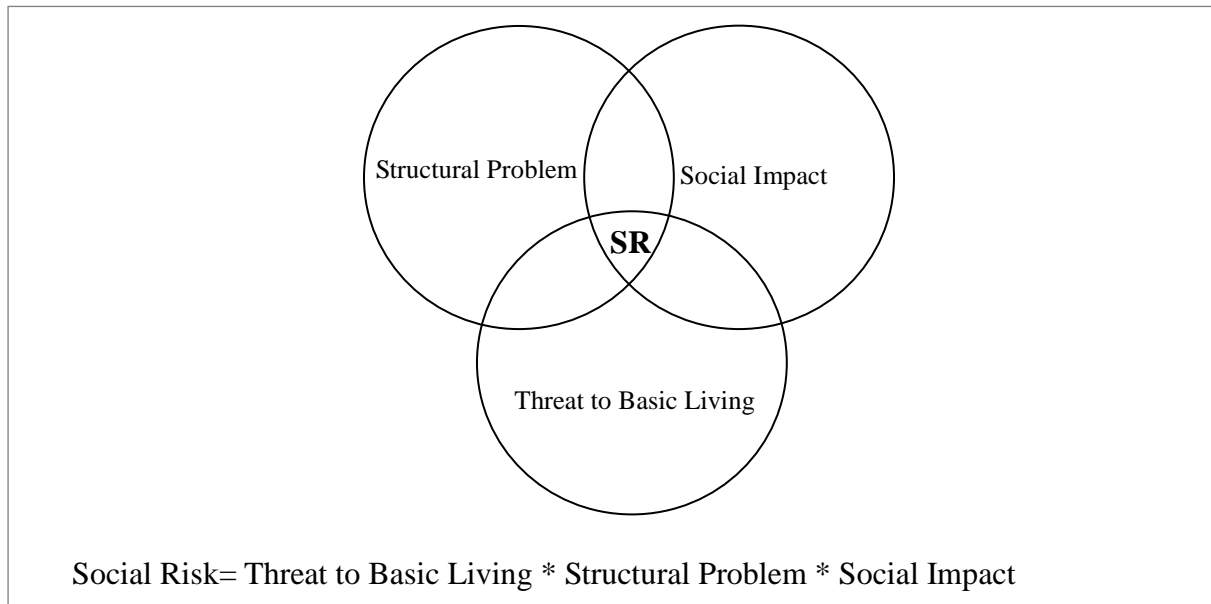 Structural Problem
Social Impact
SR
Threat to Basic Living
Social Risk= Threat to Basic Living * Structural Problem * Social Impact